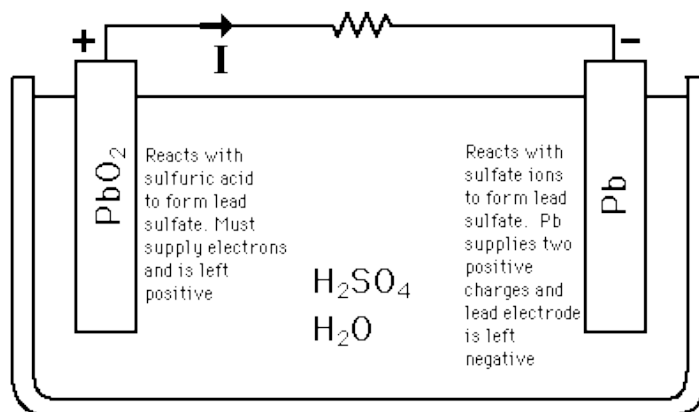 +
I
-
PbO₂
Reacts with
sulfuric acid
to form lead
sulfate. Must
supply electrons
and is left
positive
H₂SO₄
H₂O
Reacts with
sulfate ions
to form lead
sulfate. Pb
supplies two
positive
charges and
lead electrode
is left
negative
Pb